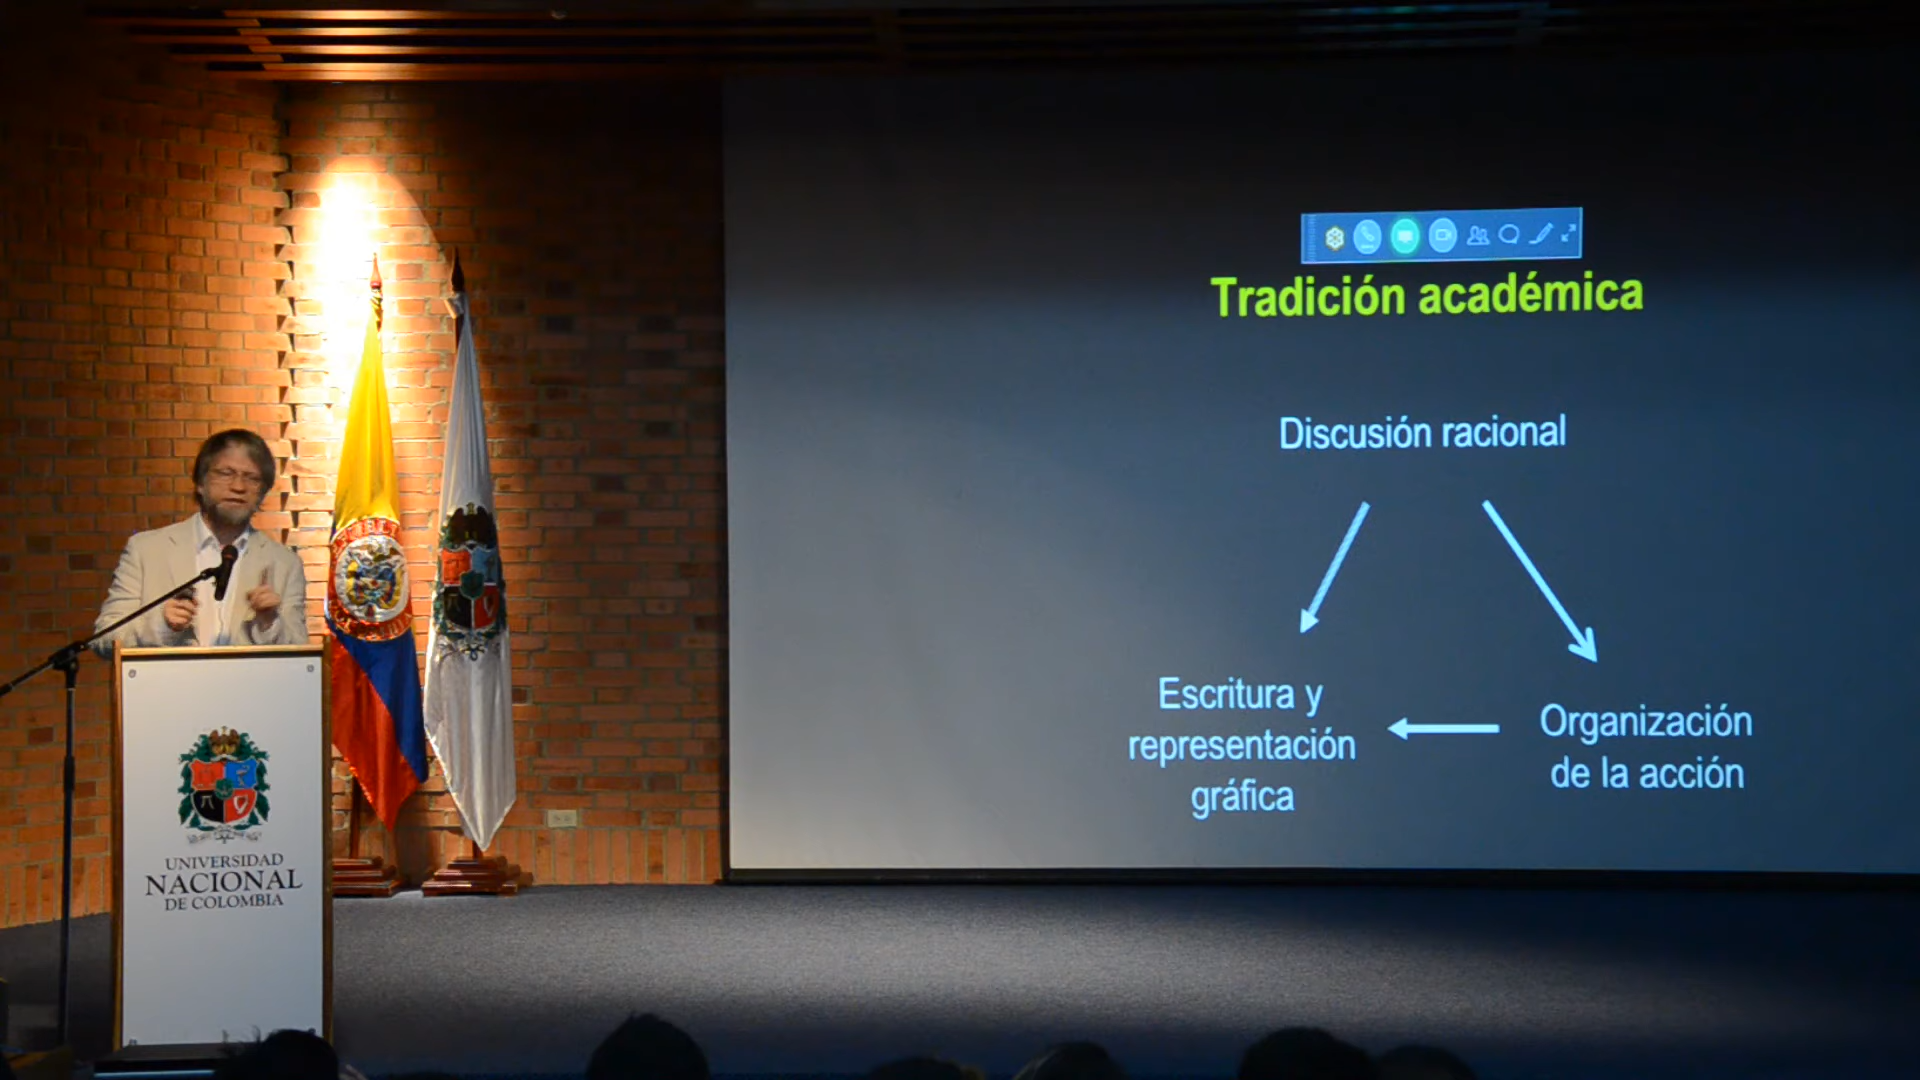 Tradición académica
Discusión racional
Escritura y
representación
gráfica
Organización
de la acción
UNIVERSIDAD
NACIONAL
DE COLOMBIA